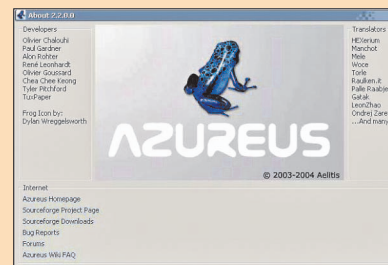 About 2.2.0.0
Developers
Olivier Chalouhi
Paul Gardner
Alon Rohter
René Leonhardt
Olivier Goussard
Chea Chee Keong
Tyler Pitchford
TuxPaper
Frog Icon by:
Dylan Wreggelsworth
AZUREUS
© 2003-2004 Aelitis
Translators
HEXerium
Manchot
Mele
Woce
Torle
Rauiken.it
Palle Raabje
Gatak
LeonZhao
Ondrej Zare
...And many
Internet
Azureus Homepage
Sourceforge Project Page
Sourceforge Downloads
Bug Reports
Forums
Azureus Wiki FAQ